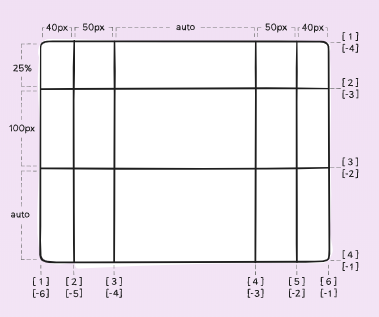 40px 50px auto 50px 40px
[1]
[-4]
25%
[2]
[-3]
100px
[3]
[-2]
auto
[4]
[-1]
[1] [2] [3] [4] [5] [6]
[-6] [-5] [-4] [-3] [-2] [-1]